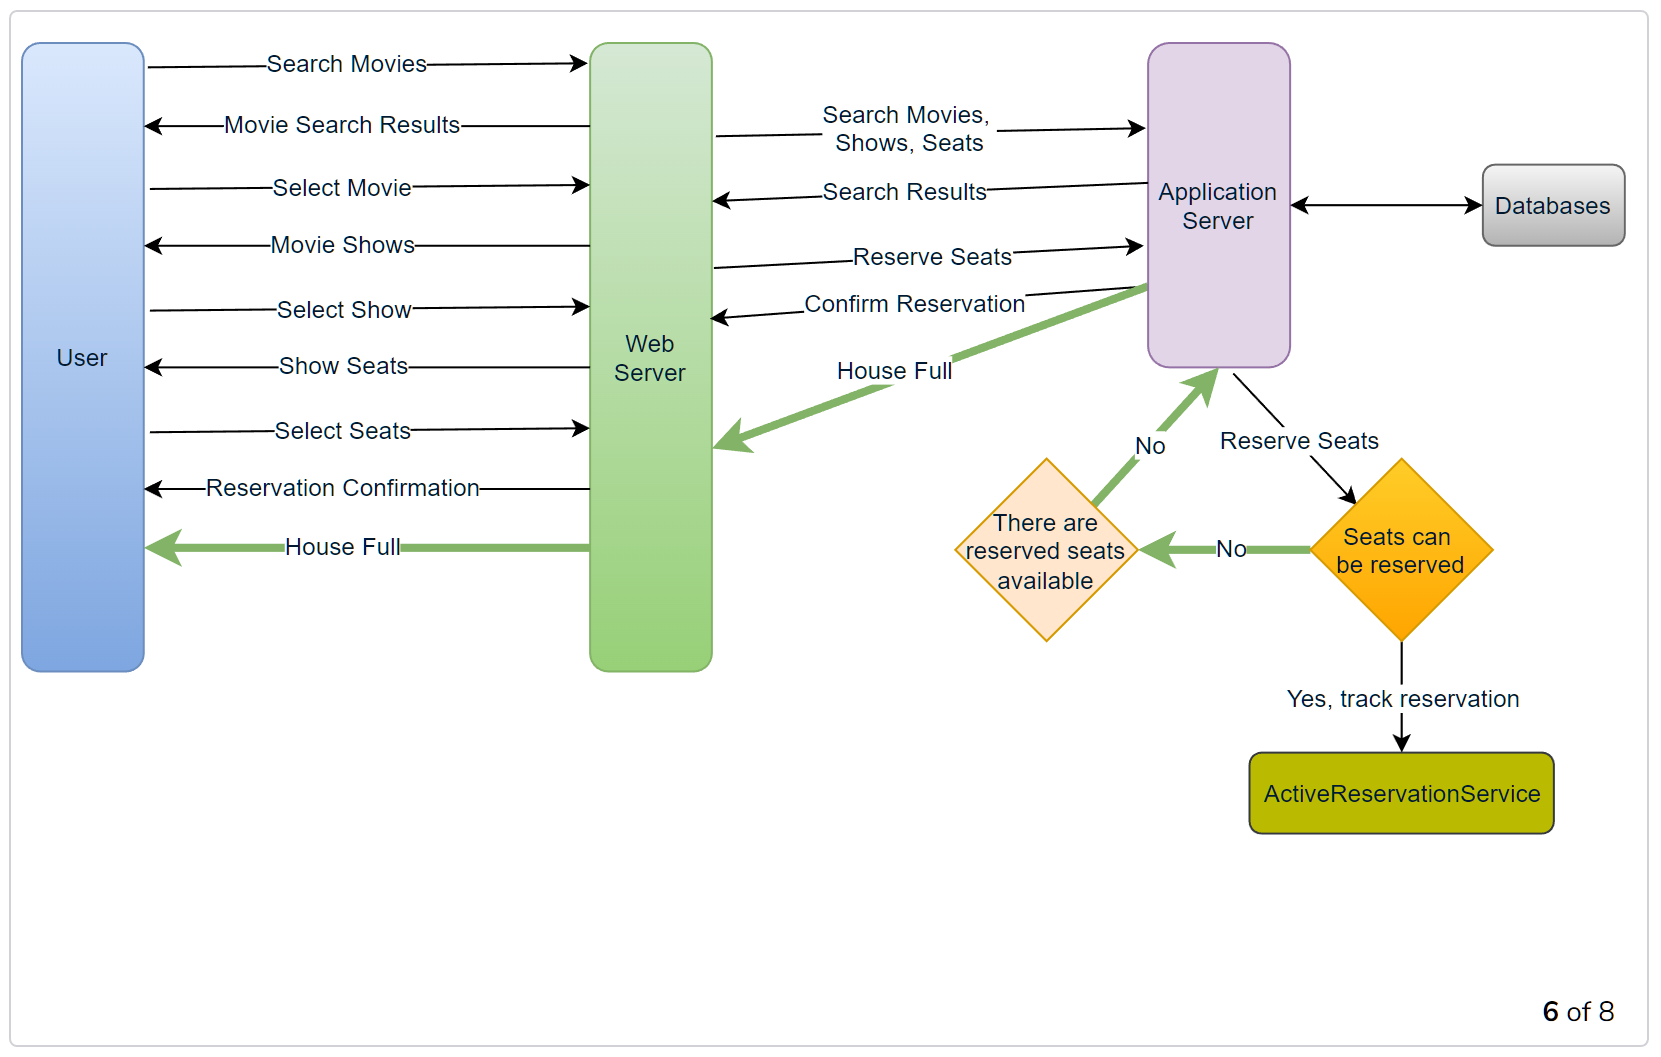 Search Movies
Movie Search Results
Select Movie
Movie Shows
Select Show
User
Show Seats
Select Seats
Reservation Confirmation
House Full
Web
Server
Search Movies,
Shows, Seats
Search Results
Reserve Seats
Confirm Reservation
House Full
Application
Server
Databases
No
Reserve Seats
There are
reserved seats
available
No
Seats can
be reserved
Yes, track reservation
ActiveReservationService
6 of 8